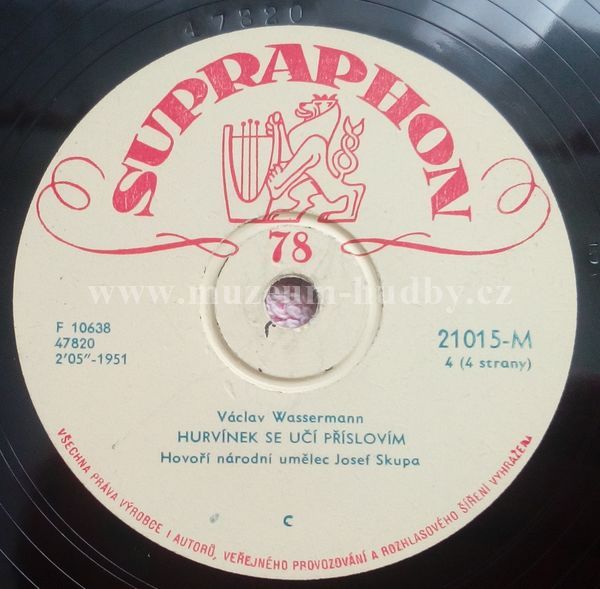 47820
SUPRAPHON
78
www.muzeum-hudby.cz
F 10638
47820
2'05"-1951
21015-M
4 (4 strany)
Václav Wassermann
HURVÍNEK SE UČÍ PŘÍSLOVÍM
Hovoří národní umělec Josef Skupa
C
VŠECHNA PRÁVA VÝROBCE I AUTORŮ, VEŘEJNÉHO PROVOZOVÁNÍ A ROZHLASOVÉHO ŠÍŘENÍ VYHRAŽENA